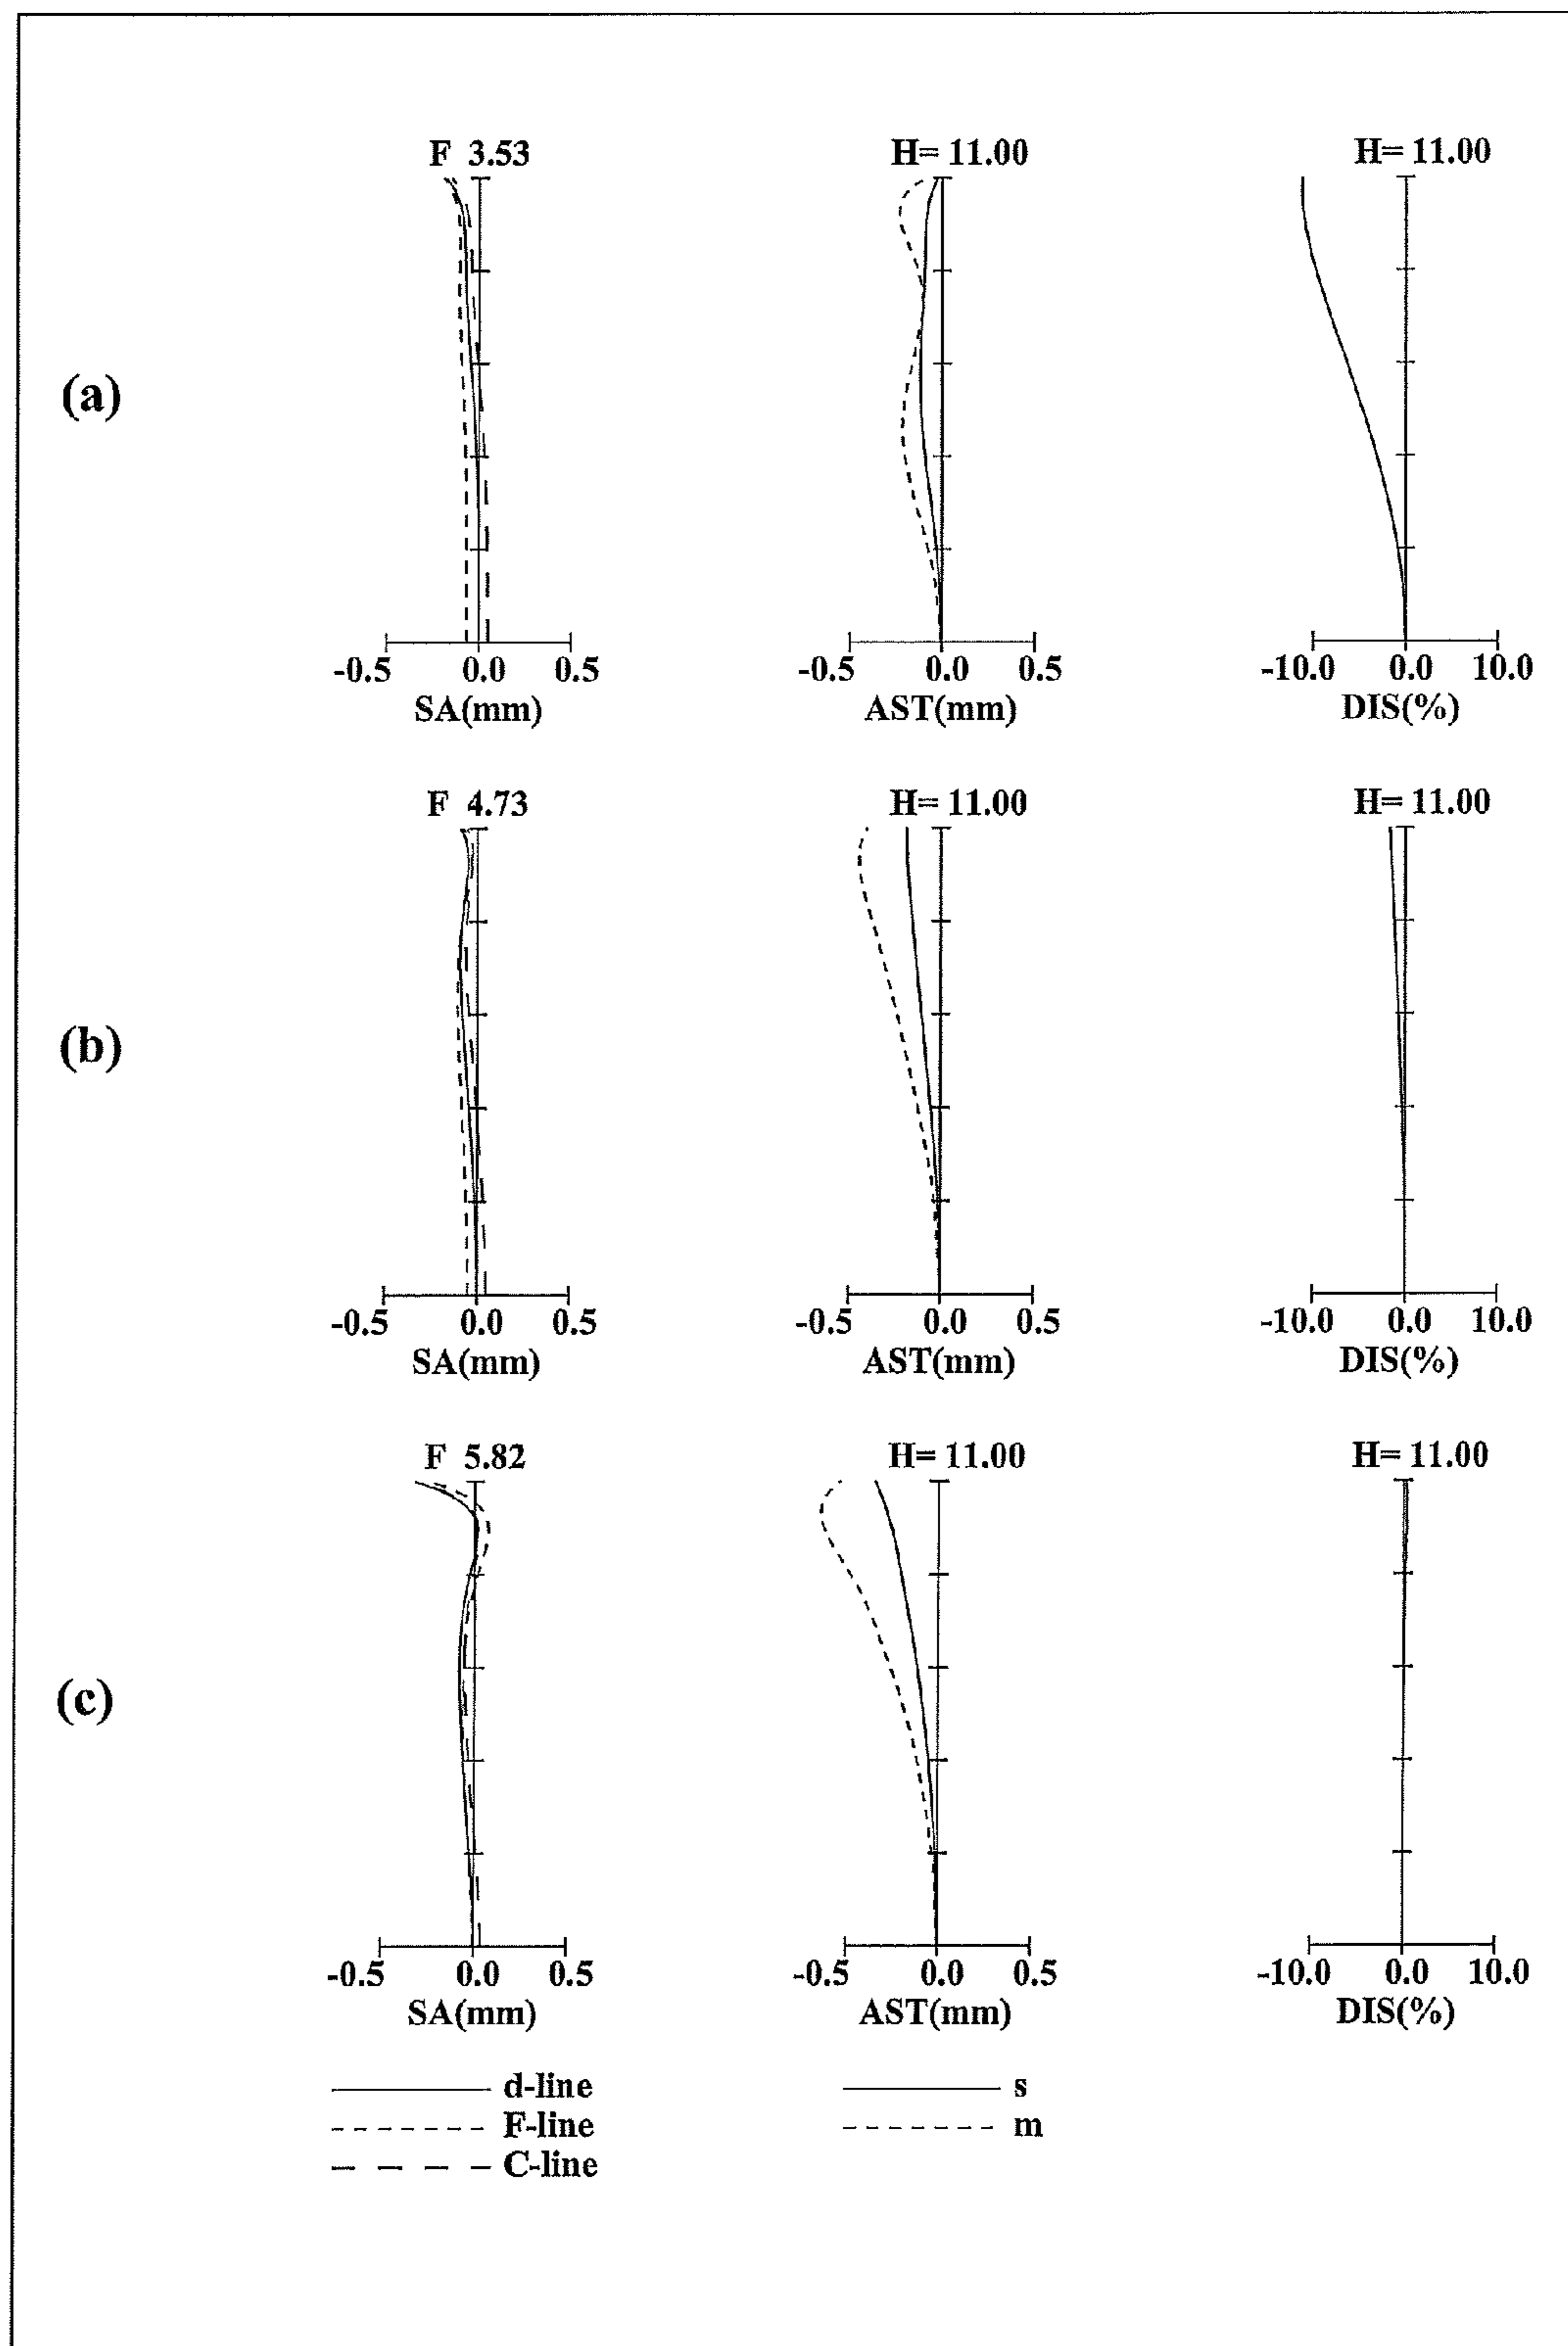 F 3.53 H= 11.00 H= 11.00
(a)
-0.5 0.0 0.5 -0.5 0.0 0.5 -10.0 0.0 10.0
SA(mm) AST(mm) DIS(%)
F 4.73 H= 11.00 H= 11.00
(b)
-0.5 0.0 0.5 -0.5 0.0 0.5 -10.0 0.0 10.0
SA(mm) AST(mm) DIS(%)
F 5.82 H= 11.00 H= 11.00
(c)
-0.5 0.0 0.5 -0.5 0.0 0.5 -10.0 0.0 10.0
SA(mm) AST(mm) DIS(%)
d-line s
F-line m
C-line